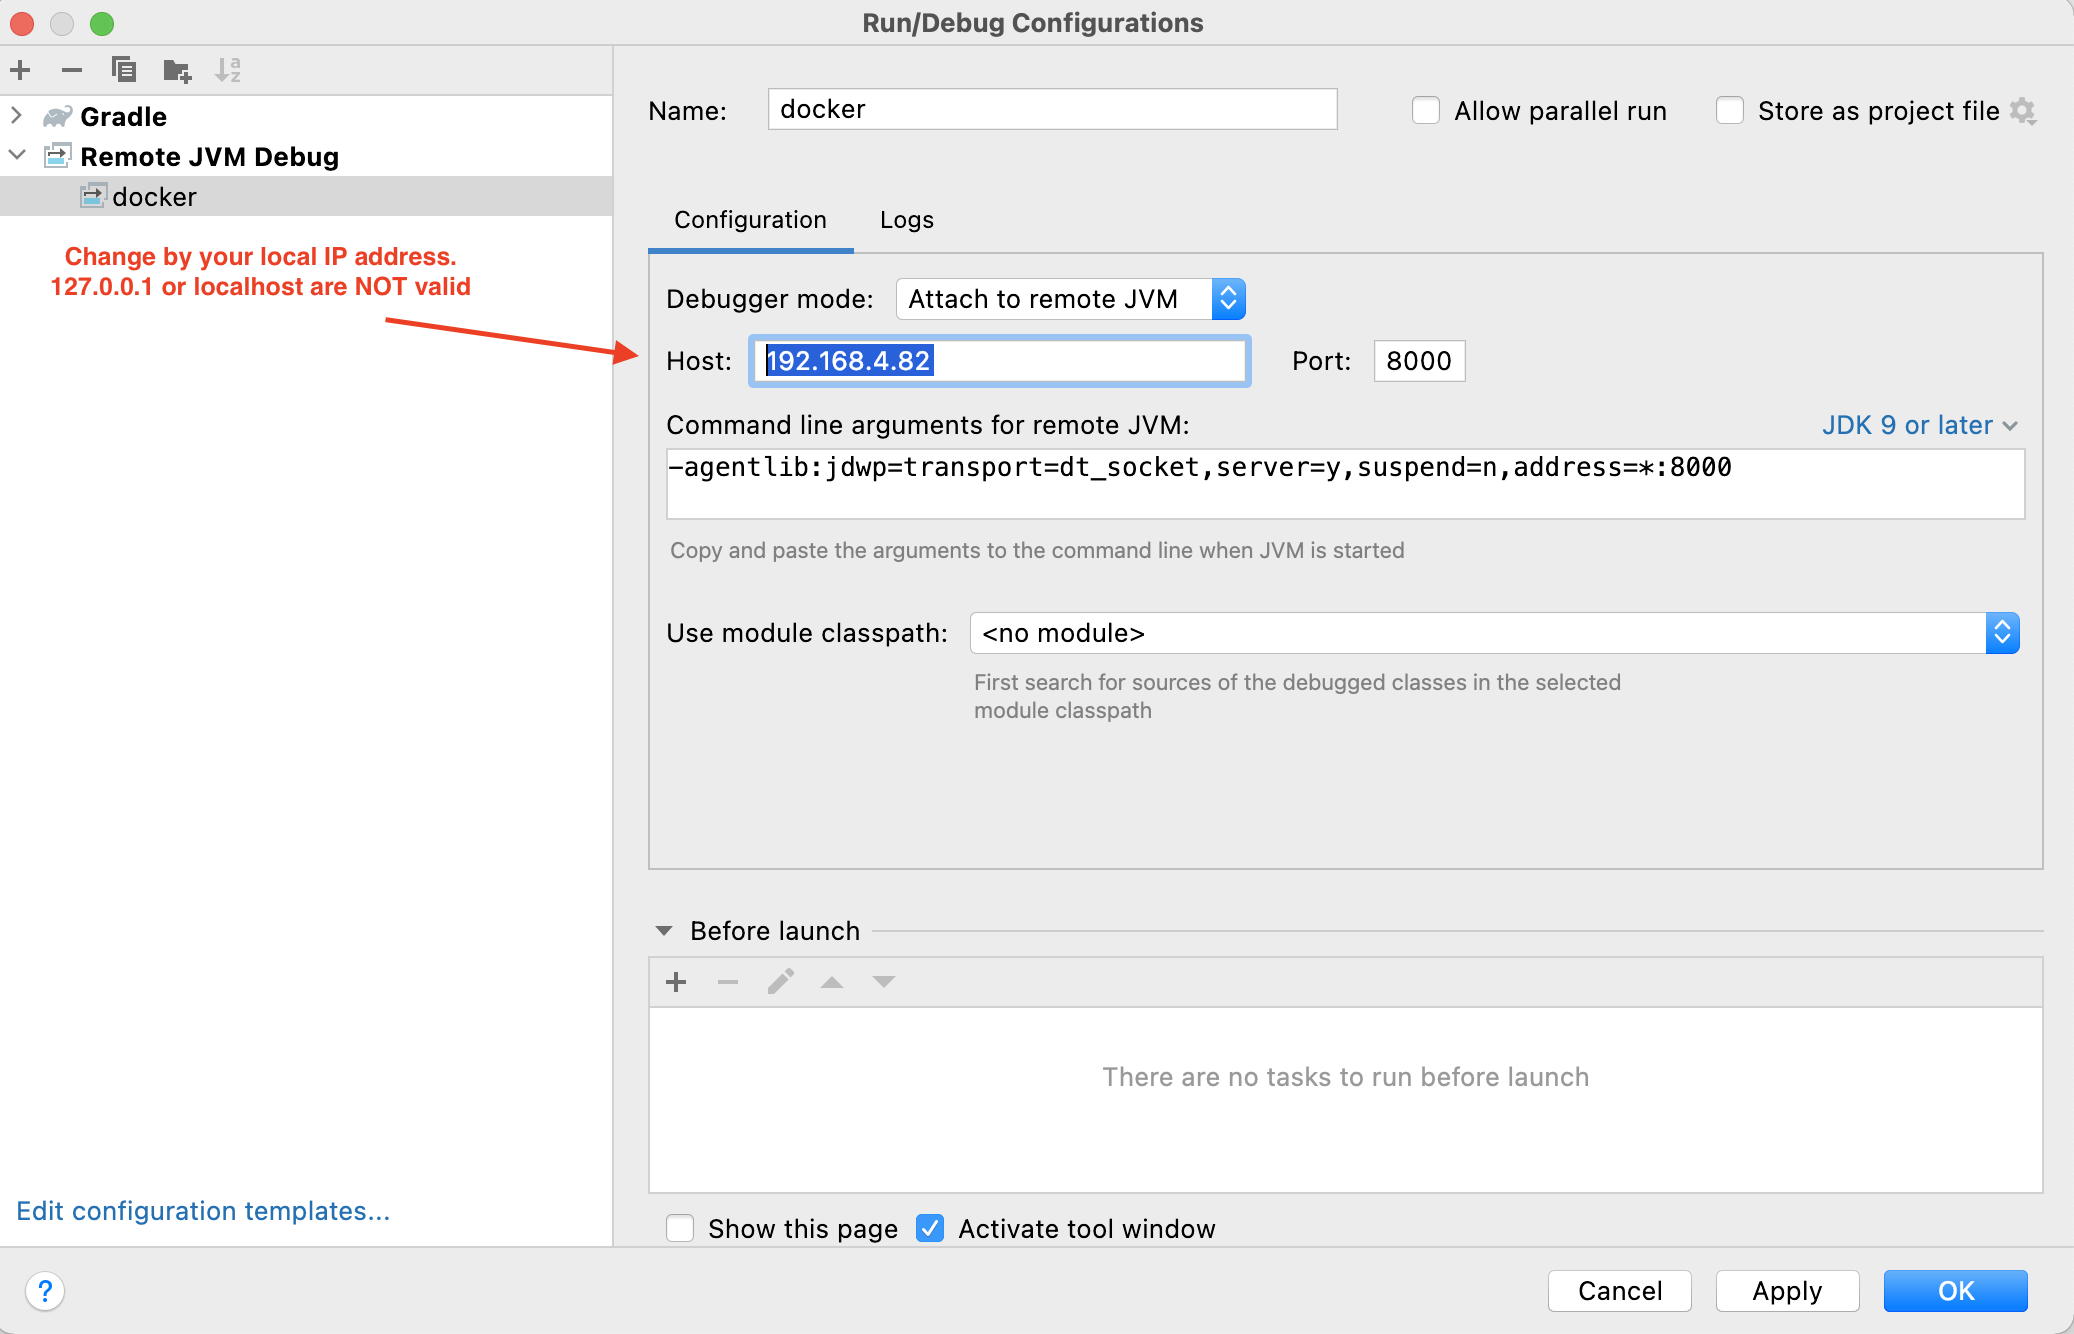 Run/Debug Configurations
Gradle
Remote JVM Debug
docker
Change by your local IP address.
127.0.0.1 or localhost are NOT valid
Edit configuration templates...
Name: docker Allow parallel run Store as project file
Configuration Logs
Debugger mode: Attach to remote JVM
Host: 192.168.4.82 Port: 8000
Command line arguments for remote JVM: JDK 9 or later
-agentlib:jdwp=transport=dt_socket,server=y,suspend=n,address=*:8000
Copy and paste the arguments to the command line when JVM is started
Use module classpath: <no module>
First search for sources of the debugged classes in the selected
module classpath
Before launch
There are no tasks to run before launch
Show this page Activate tool window
? Cancel Apply OK